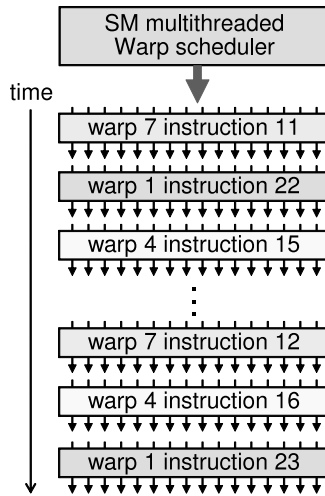 SM multithreaded
Warp scheduler
time
warp 7 instruction 11
warp 1 instruction 22
warp 4 instruction 15
warp 7 instruction 12
warp 4 instruction 16
warp 1 instruction 23